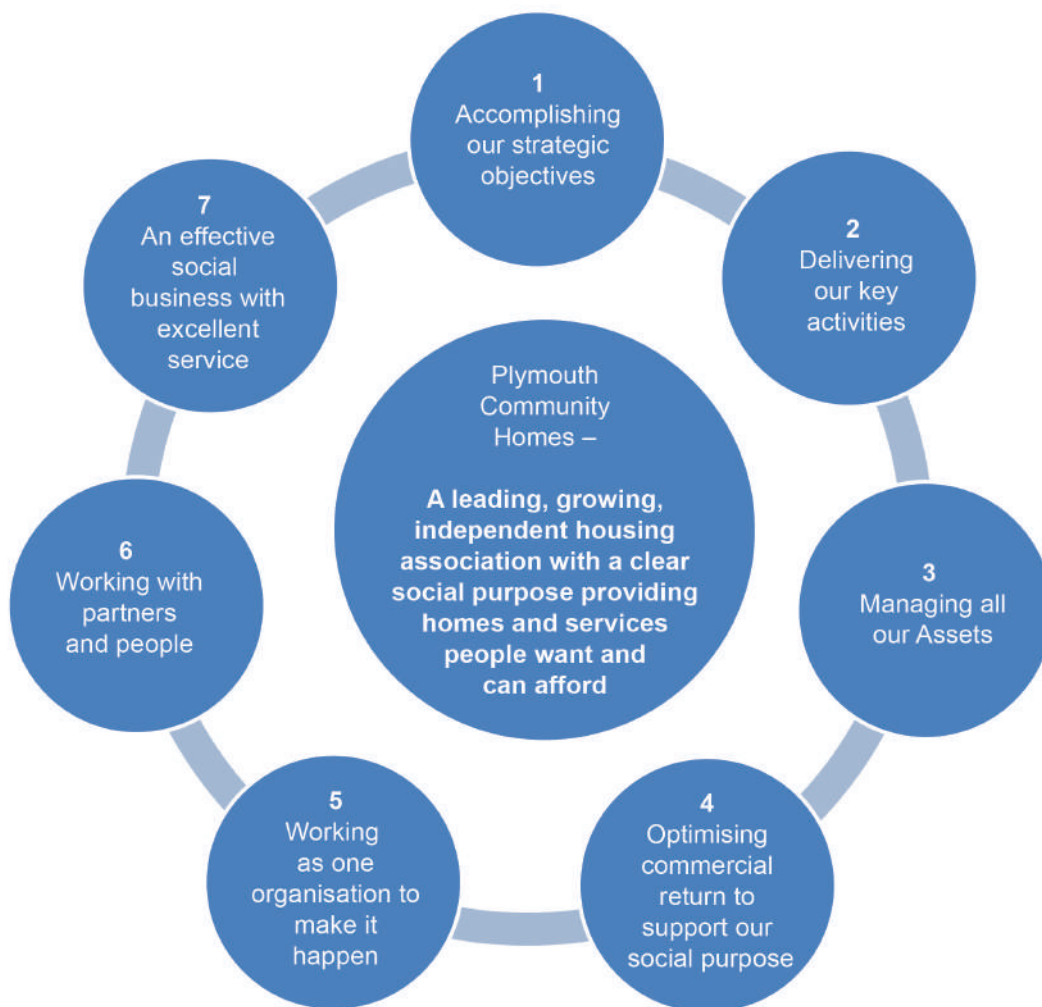 1
Accomplishing
our strategic
objectives
2
Delivering
our key
activities
3
Managing all
our Assets
4
Optimising
commercial
return to
support our
social purpose
5
Working
as one
organisation to
make it
happen
6
Working with
partners
and people
7
An effective
social
business with
excellent
service
Plymouth
Community
Homes –
A leading, growing,
independent housing
association with a clear
social purpose providing
homes and services
people want and
can afford